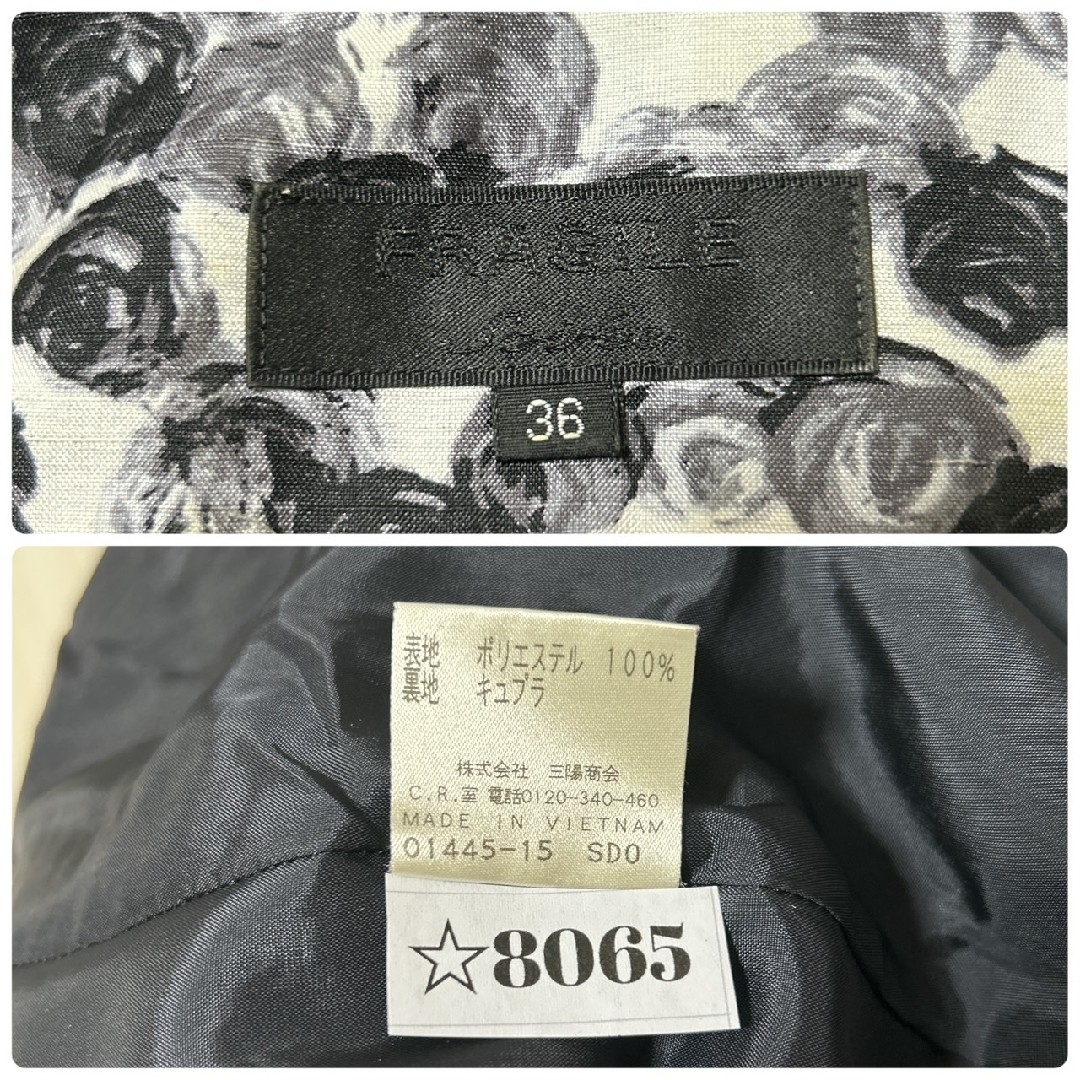 FRAGILE
36
表地 ポリエステル 100%
裏地 キュプラ
株式会社 三陽商会
C.R.室 電話0120-340-460
MADE IN VIETNAM
01445-15 SD0
☆8065